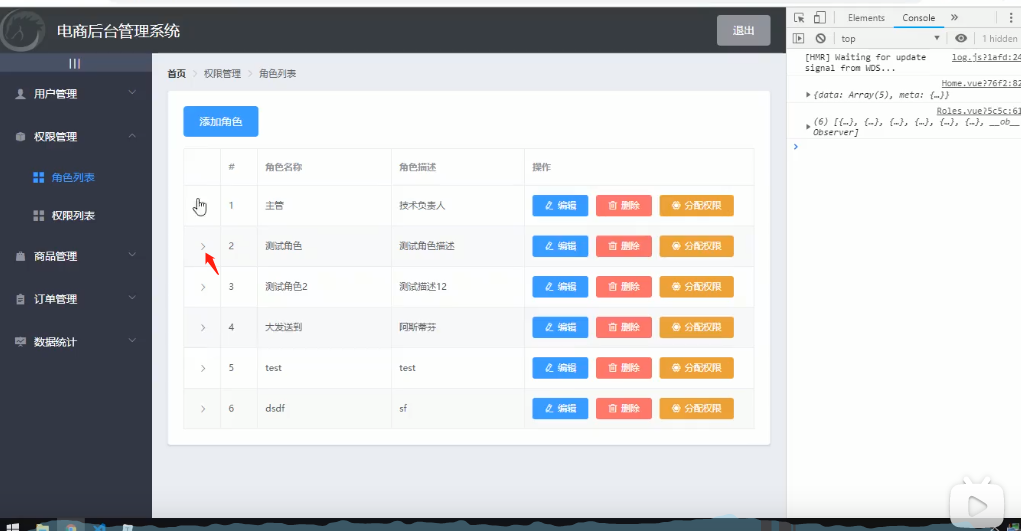 电商后台管理系统
退出
|||
用户管理
权限管理
角色列表
权限列表
商品管理
订单管理
数据统计
首页 权限管理 角色列表
添加角色
# 角色名称 角色描述 操作
1 主管 技术负责人 编辑 删除 分配权限
2 测试角色 测试角色描述 编辑 删除 分配权限
3 测试角色2 测试描述12 编辑 删除 分配权限
4 大发送到 阿斯蒂芬 编辑 删除 分配权限
5 test test 编辑 删除 分配权限
6 dsdf sf 编辑 删除 分配权限
Elements Console »
top 1 hidden
[HMR] Waiting for update log.js?1afd:24
signal from WDS...
Home.vue?76f2:82
{data: Array(5), meta: {…}}
Roles.vue?5c5c:61
(6) [{…}, {…}, {…}, {…}, {…}, {…}, __ob__
Observer]